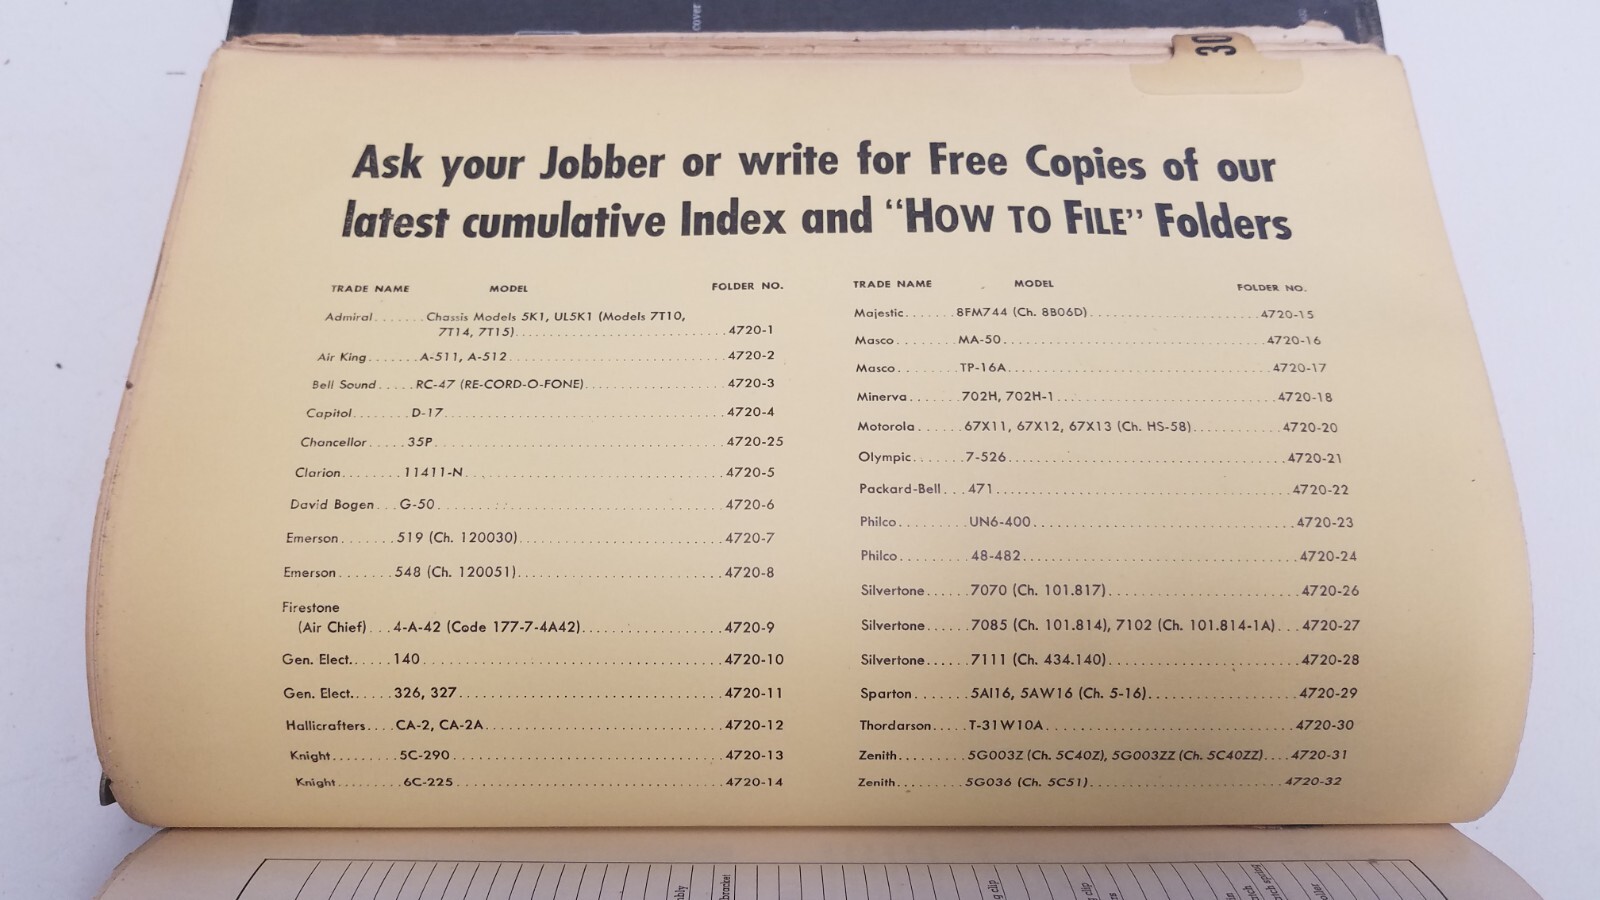 cover
30
Ask your Jobber or write for Free Copies of our
latest cumulative Index and “HOW TO FILE” Folders
TRADE NAME MODEL FOLDER NO.
Admiral.......Chassis Models 5K1, UL5K1 (Models 7T10,
7T14, 7T15)..........................4720-1
Air King.......A-511, A-512..........................4720-2
Bell Sound.....RC-47 (RE-CORD-O-FONE)..........................4720-3
Capitol........D-17..........................4720-4
Chancellor.....35P..........................4720-25
Clarion........11411-N..........................4720-5
David Bogen...G-50..........................4720-6
Emerson.......519 (Ch. 120030)..........................4720-7
Emerson.......548 (Ch. 120051)..........................4720-8
Firestone
(Air Chief)...4-A-42 (Code 177-7-4A42)..........................4720-9
Gen. Elect.....140..........................4720-10
Gen. Elect.....326, 327..........................4720-11
Hallicrafters....CA-2, CA-2A..........................4720-12
Knight.........5C-290..........................4720-13
Knight.........6C-225..........................4720-14
TRADE NAME MODEL FOLDER NO.
Majestic.......8FM744 (Ch. 8B06D)..........................4720-15
Masco.........MA-50..........................4720-16
Masco.........TP-16A..........................4720-17
Minerva.......702H, 702H-1..........................4720-18
Motorola......67X11, 67X12, 67X13 (Ch. HS-58).............4720-20
Olympic.......7-526..........................4720-21
Packard-Bell...471..........................4720-22
Philco.........UN6-400..........................4720-23
Philco.........48-482..........................4720-24
Silvertone......7070 (Ch. 101.817)..........................4720-26
Silvertone......7085 (Ch. 101.814), 7102 (Ch. 101.814-1A)...4720-27
Silvertone......7111 (Ch. 434.140)..........................4720-28
Sparton........5AI16, 5AW16 (Ch. 5-16)....................4720-29
Thordarson.....T-31W10A..........................4720-30
Zenith.........5G003Z (Ch. 5C40Z), 5G003ZZ (Ch. 5C40ZZ)....4720-31
Zenith.........5G036 (Ch. 5C51)..........................4720-32
bracket
clip